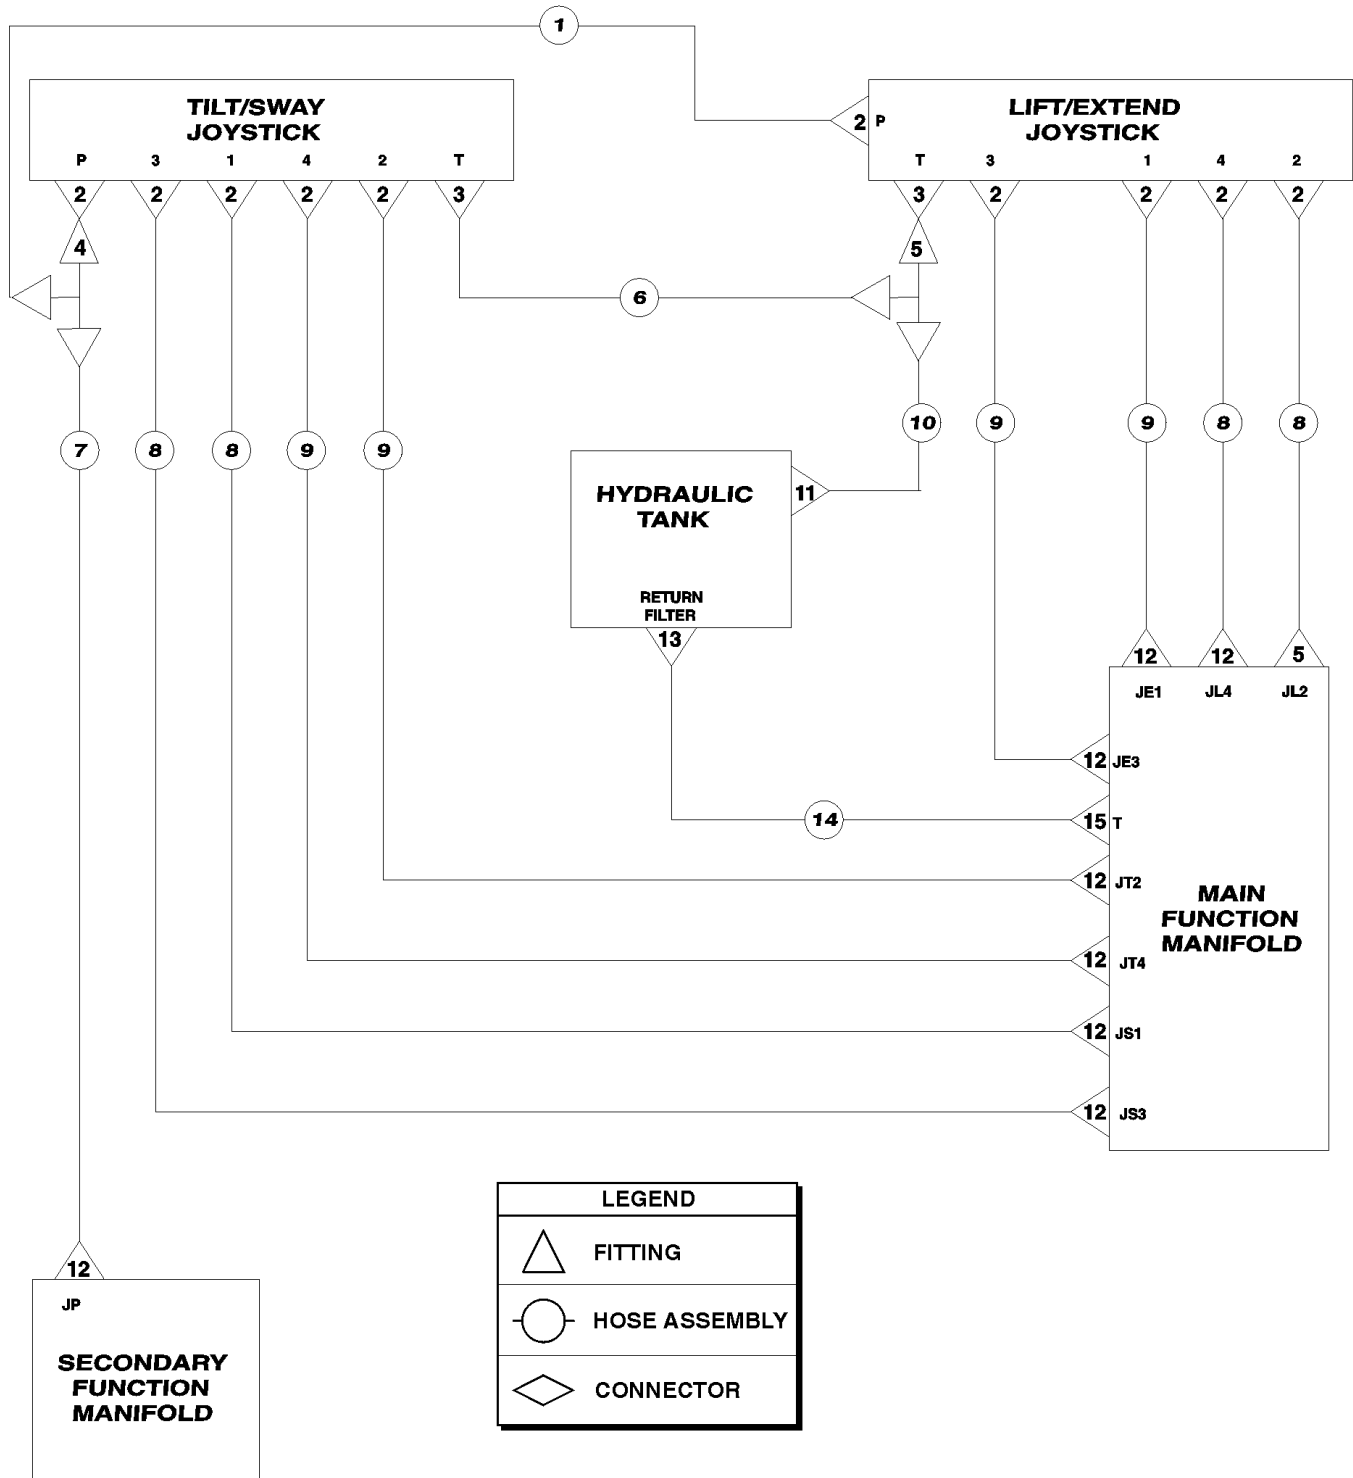 1
TILT/SWAY
JOYSTICK
P 3 1 4 2 T
2 2 2 2 2 3
4
LIFT/EXTEND
JOYSTICK
2 P
T 3 1 4 2
3 2 2 2 2
5
6
7 8 8 9 9
10 9 9 8 8
HYDRAULIC
TANK
11
RETURN
FILTER
13
12 12 5
JE1 JL4 JL2
12 JE3
14
15 T
12 JT2
12 JT4
12 JS1
12 JS3
MAIN
FUNCTION
MANIFOLD
12
JP
SECONDARY
FUNCTION
MANIFOLD
LEGEND
FITTING
HOSE ASSEMBLY
CONNECTOR